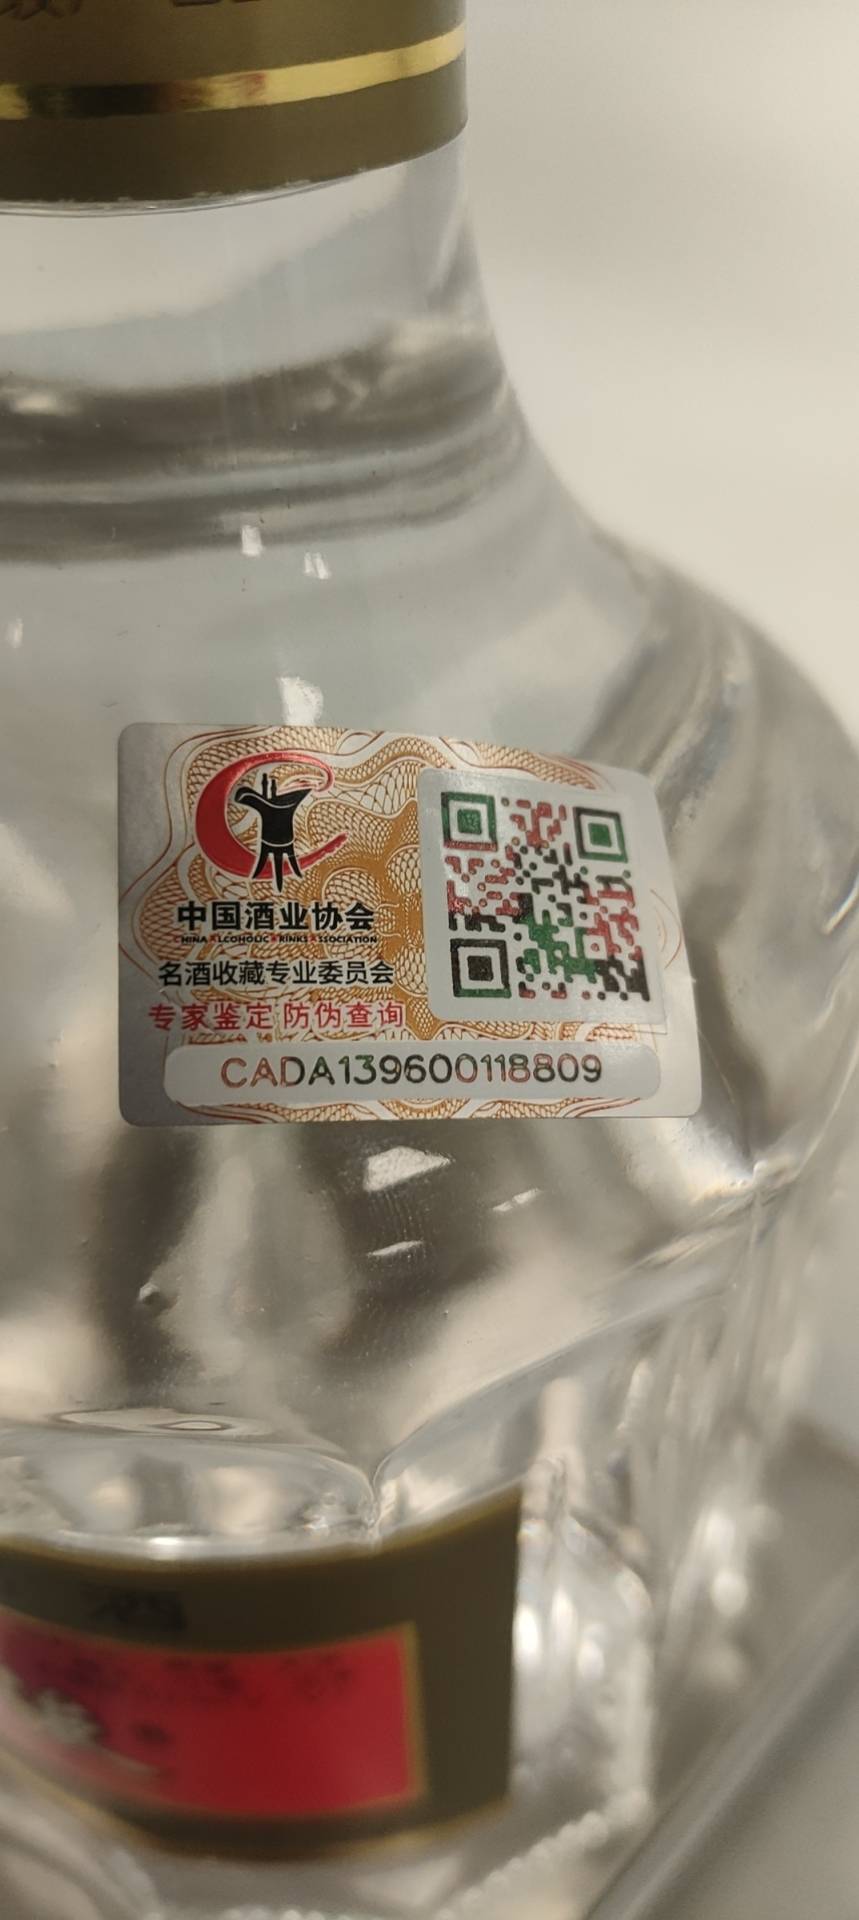 中国酒业协会
CHINA ALCOHOLIC DRINKS ASSOCIATION
名酒收藏专业委员会
专家鉴定 防伪查询
CADA139600118809
酒